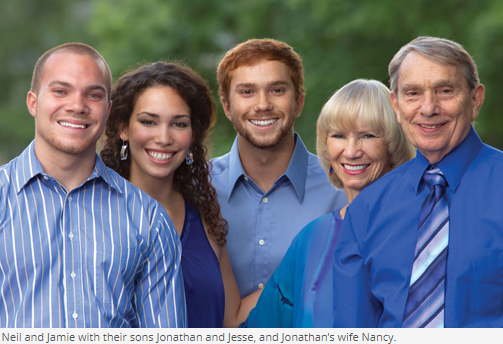 Neil and Jamie with their sons Jonathan and Jesse, and Jonathan's wife Nancy.